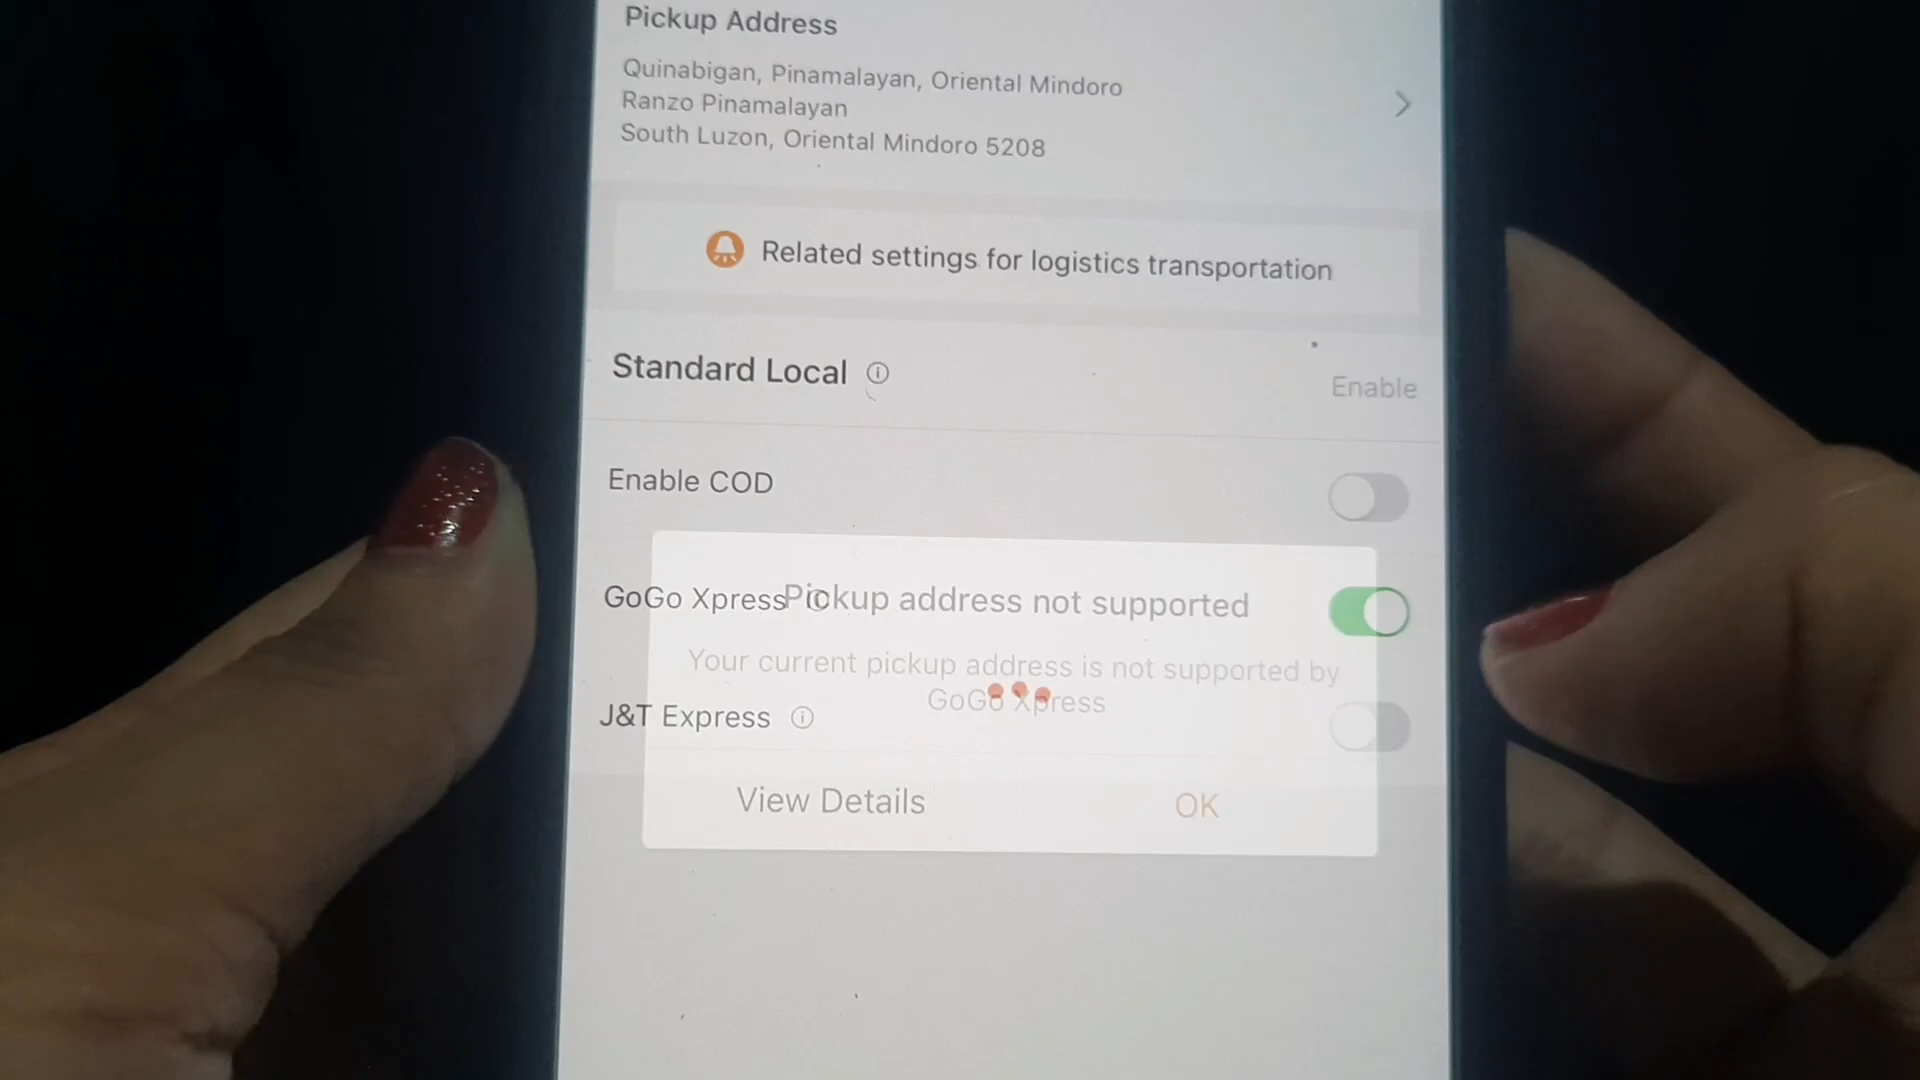 Pickup Address
Quinabigan, Pinamalayan, Oriental Mindoro
Ranzo Pinamalayan
South Luzon, Oriental Mindoro 5208
Related settings for logistics transportation
Standard Local
Enable
Enable COD
GoGo Xpress
Pickup address not supported
Your current pickup address is not supported by
GoGo Xpress
J&T Express
View Details
OK